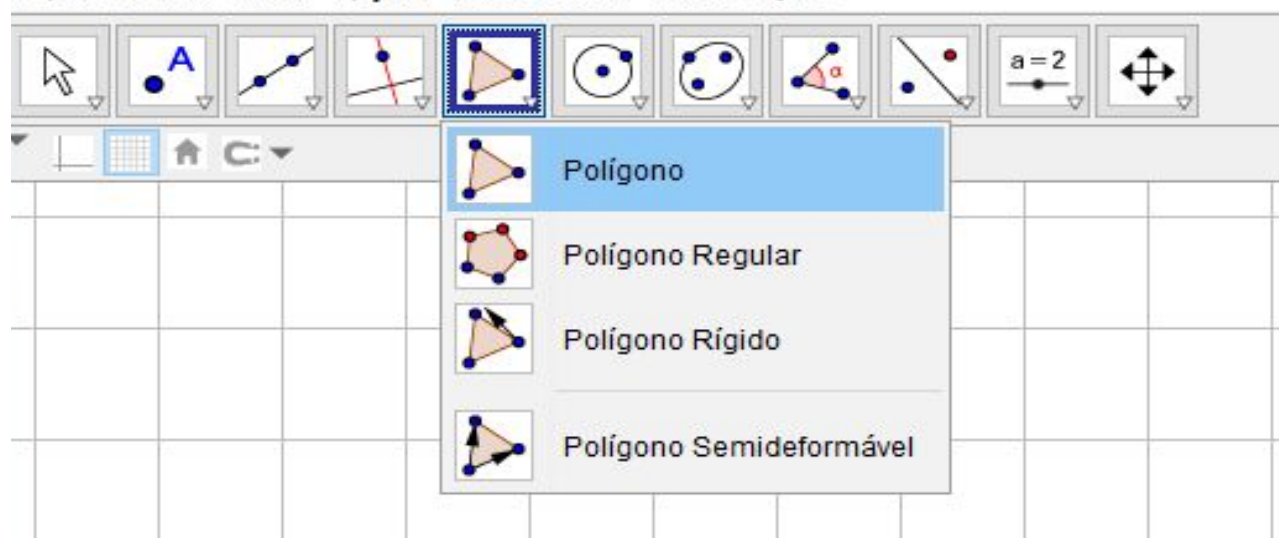 A
α
a = 2
Polígono
Polígono Regular
Polígono Rígido
Polígono Semideformável